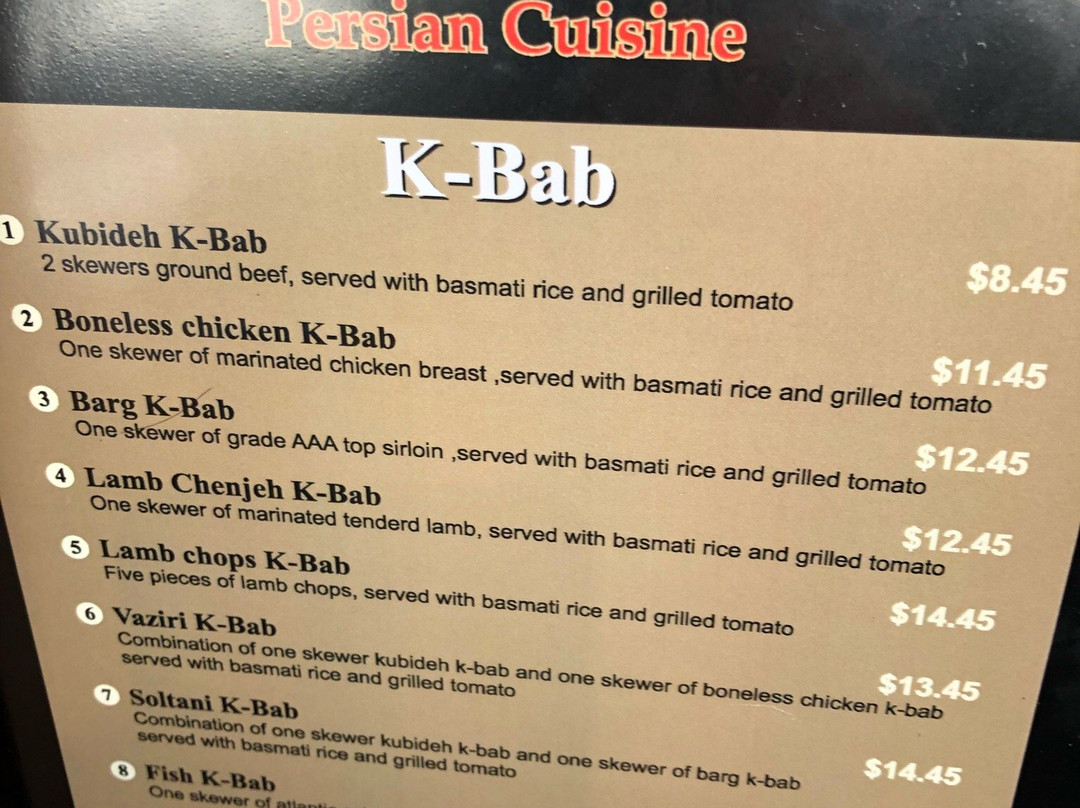 Persian Cuisine
K-Bab
1 Kubideh K-Bab $8.45
2 skewers ground beef, served with basmati rice and grilled tomato
2 Boneless chicken K-Bab $11.45
One skewer of marinated chicken breast ,served with basmati rice and grilled tomato
3 Barg K-Bab $12.45
One skewer of grade AAA top sirloin ,served with basmati rice and grilled tomato
4 Lamb Chenjeh K-Bab $12.45
One skewer of marinated tenderd lamb, served with basmati rice and grilled tomato
5 Lamb chops K-Bab $14.45
Five pieces of lamb chops, served with basmati rice and grilled tomato
6 Vaziri K-Bab $13.45
Combination of one skewer kubideh k-bab and one skewer of boneless chicken k-bab
served with basmati rice and grilled tomato
7 Soltani K-Bab $14.45
Combination of one skewer kubideh k-bab and one skewer of barg k-bab
served with basmati rice and grilled tomato
8 Fish K-Bab
One skewer of